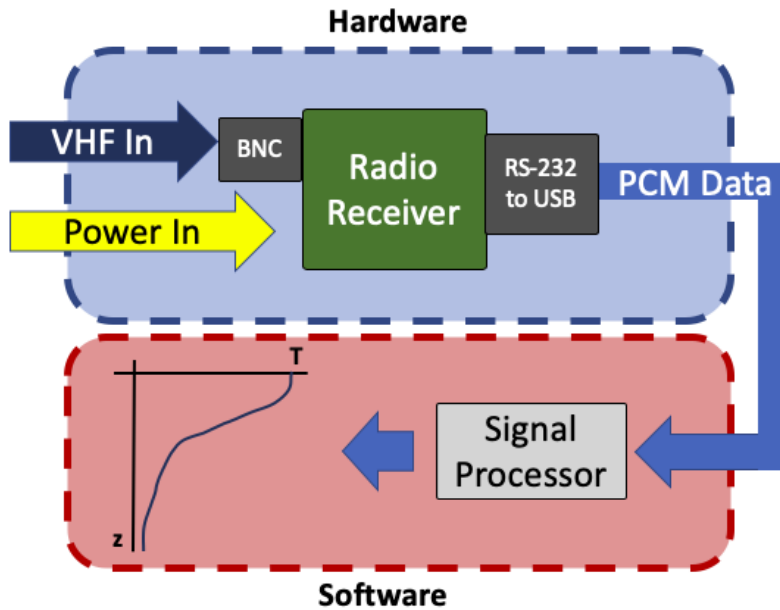 Hardware
VHF In
BNC
Radio
Receiver
RS-232
to USB
PCM Data
Power In
T
z
Signal
Processor
Software